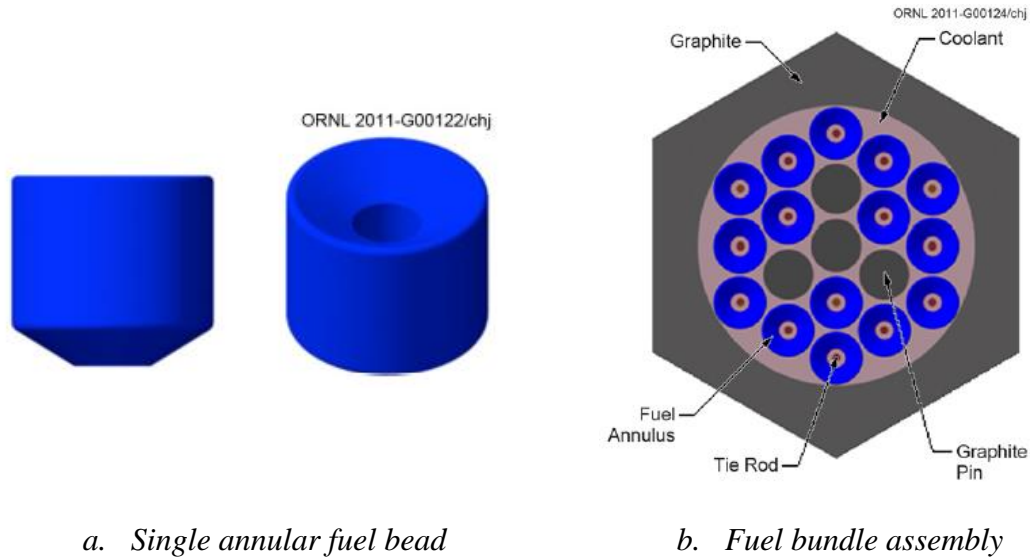 ORNL 2011-G00122/chj
ORNL 2011-G00124/chj
Graphite
Coolant
Fuel
Annulus
Tie Rod
Graphite
Pin
a. Single annular fuel bead
b. Fuel bundle assembly